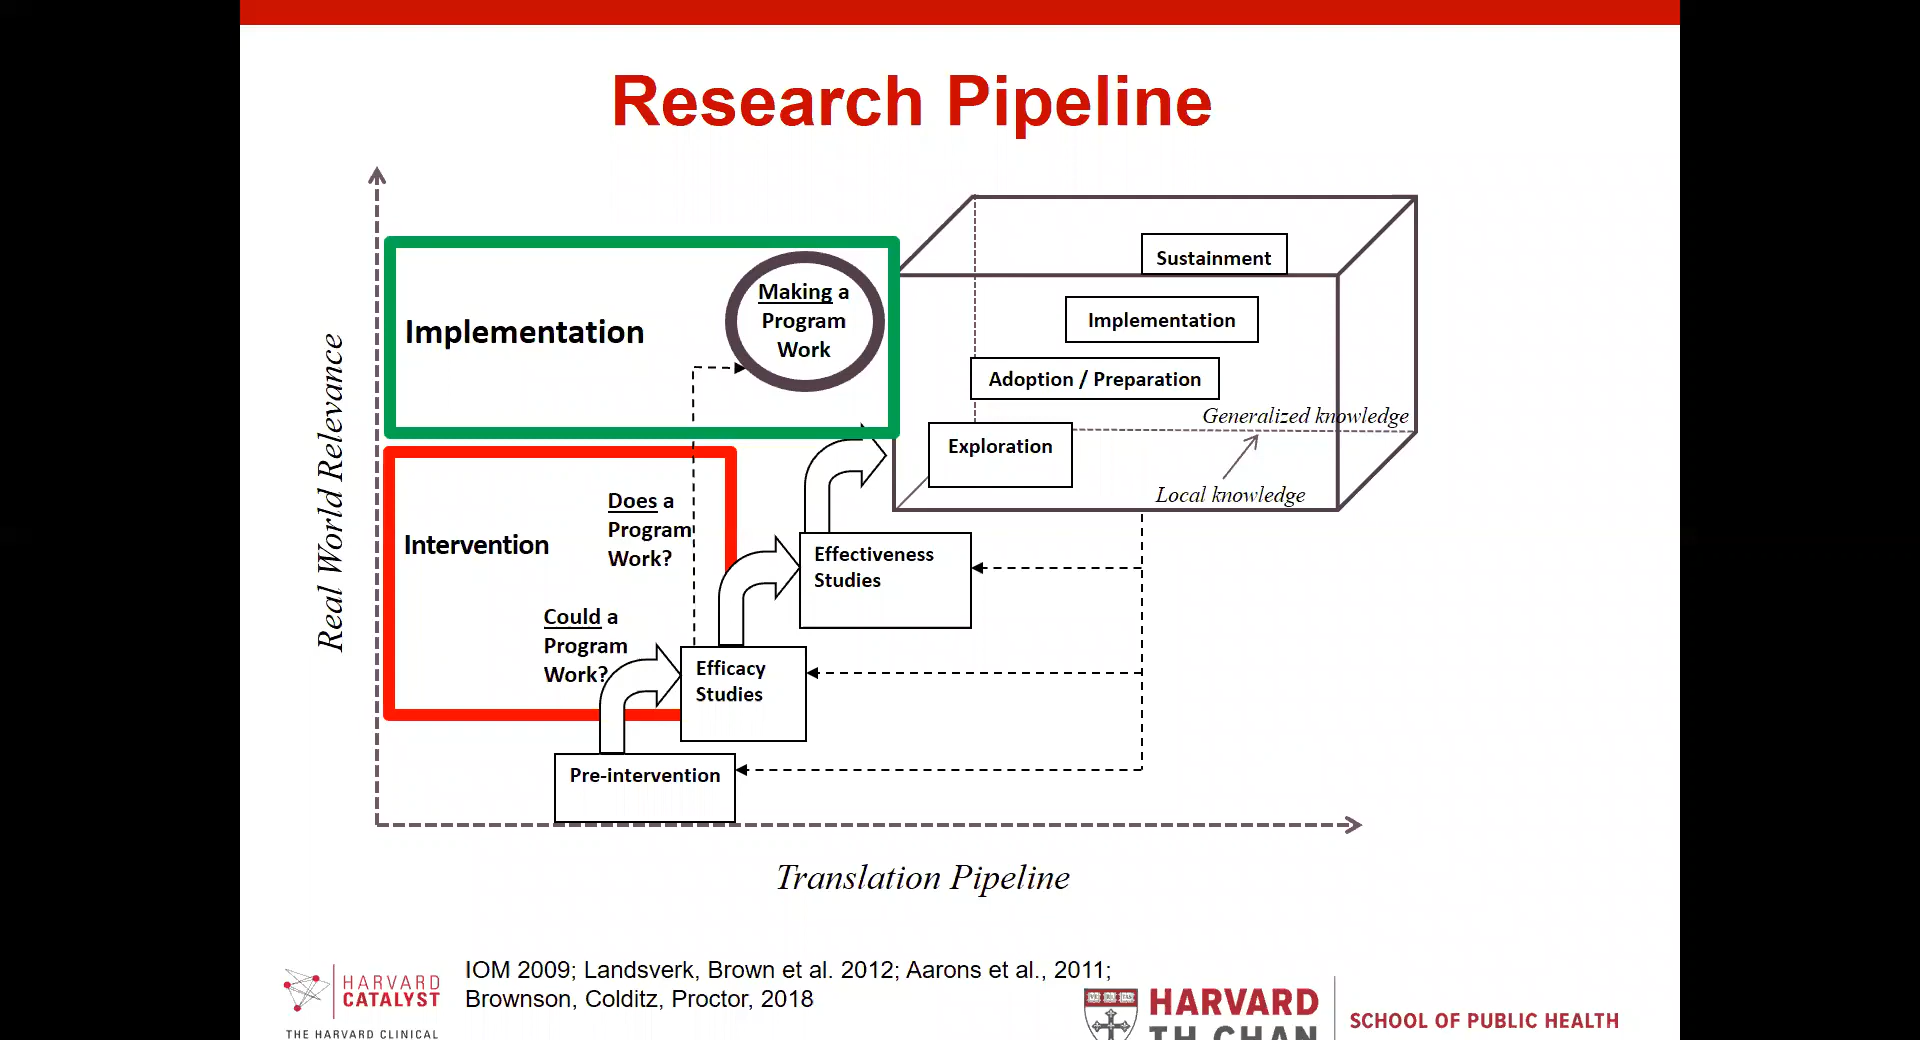 Research Pipeline
Real World Relevance
Implementation
Making a
Program
Work
Sustainment
Implementation
Adoption / Preparation
Generalized knowledge
Exploration
Local knowledge
Intervention
Does a
Program
Work?
Could a
Program
Work?
Effectiveness
Studies
Efficacy
Studies
Pre-intervention
Translation Pipeline
HARVARD
CATALYST
THE HARVARD CLINICAL
IOM 2009; Landsverk, Brown et al. 2012; Aarons et al., 2011;
Brownson, Colditz, Proctor, 2018
HARVARD
TH CHAN
SCHOOL OF PUBLIC HEALTH